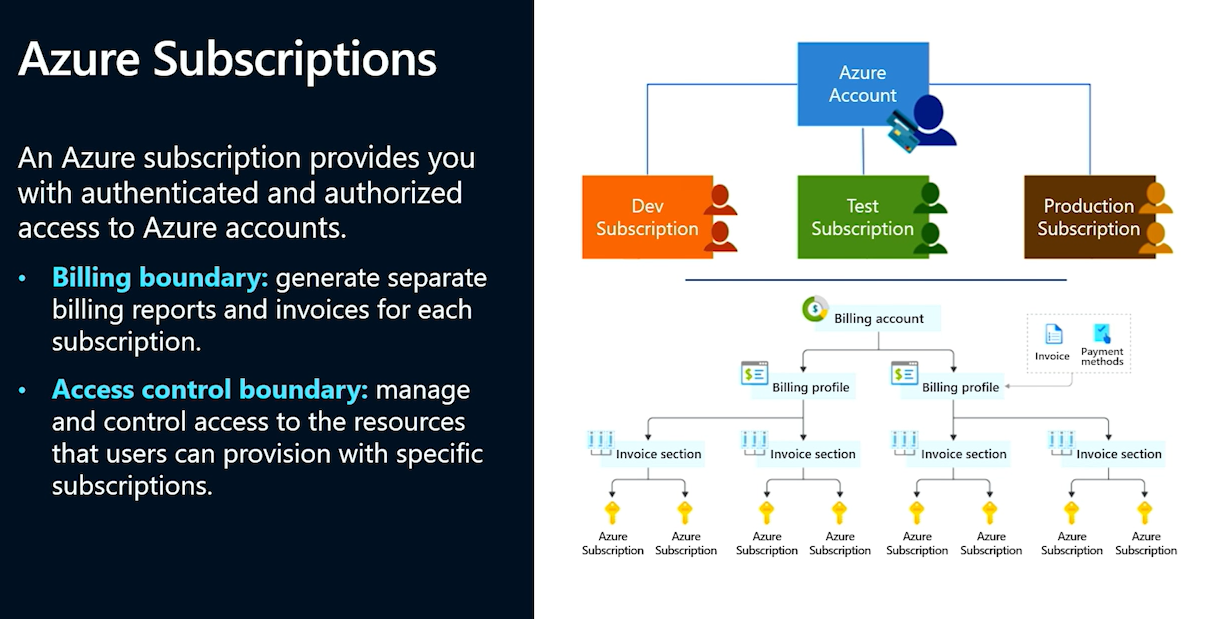 Azure Subscriptions
An Azure subscription provides you
with authenticated and authorized
access to Azure accounts.
• Billing boundary: generate separate
billing reports and invoices for each
subscription.
• Access control boundary: manage
and control access to the resources
that users can provision with specific
subscriptions.
Azure
Account
Dev
Subscription
Test
Subscription
Production
Subscription
Billing account
Invoice
Payment
methods
Billing profile
Billing profile
Invoice section
Invoice section
Invoice section
Invoice section
Azure
Subscription
Azure
Subscription
Azure
Subscription
Azure
Subscription
Azure
Subscription
Azure
Subscription
Azure
Subscription
Azure
Subscription